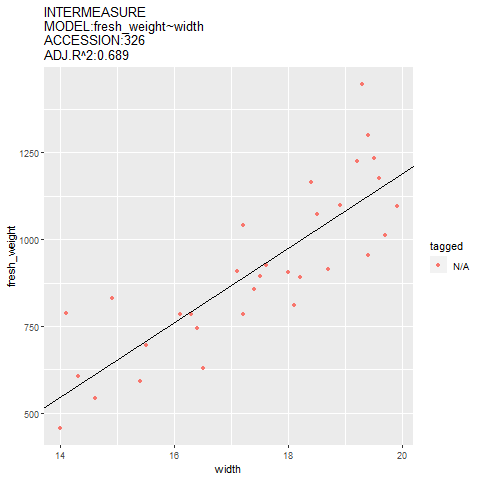 INTERMEASURE
MODEL:fresh_weight~width
ACCESSION:326
ADJ.R^2:0.689
1250
1000
750
500
fresh_weight
14
16
18
20
width
tagged
N/A